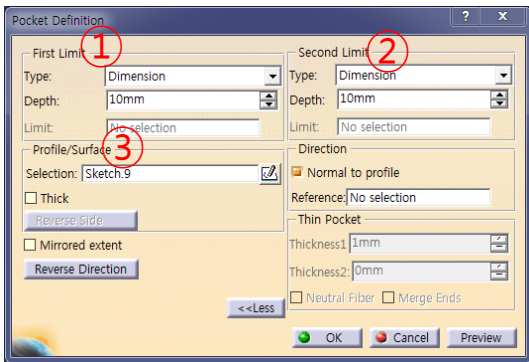 Pocket Definition
? X
First Limit
①
Type: Dimension
Depth: 10mm
Limit: No selection
③
Profile/Surface
Selection: Sketch.9
Thick
Reverse Side
Mirrored extent
Reverse Direction
<<Less
Second Limit
②
Type: Dimension
Depth: 10mm
Limit: No selection
Direction
Normal to profile
Reference: No selection
Thin Pocket
Thickness1 1mm
Thickness2: 0mm
Neutral Fiber Merge Ends
OK Cancel Preview